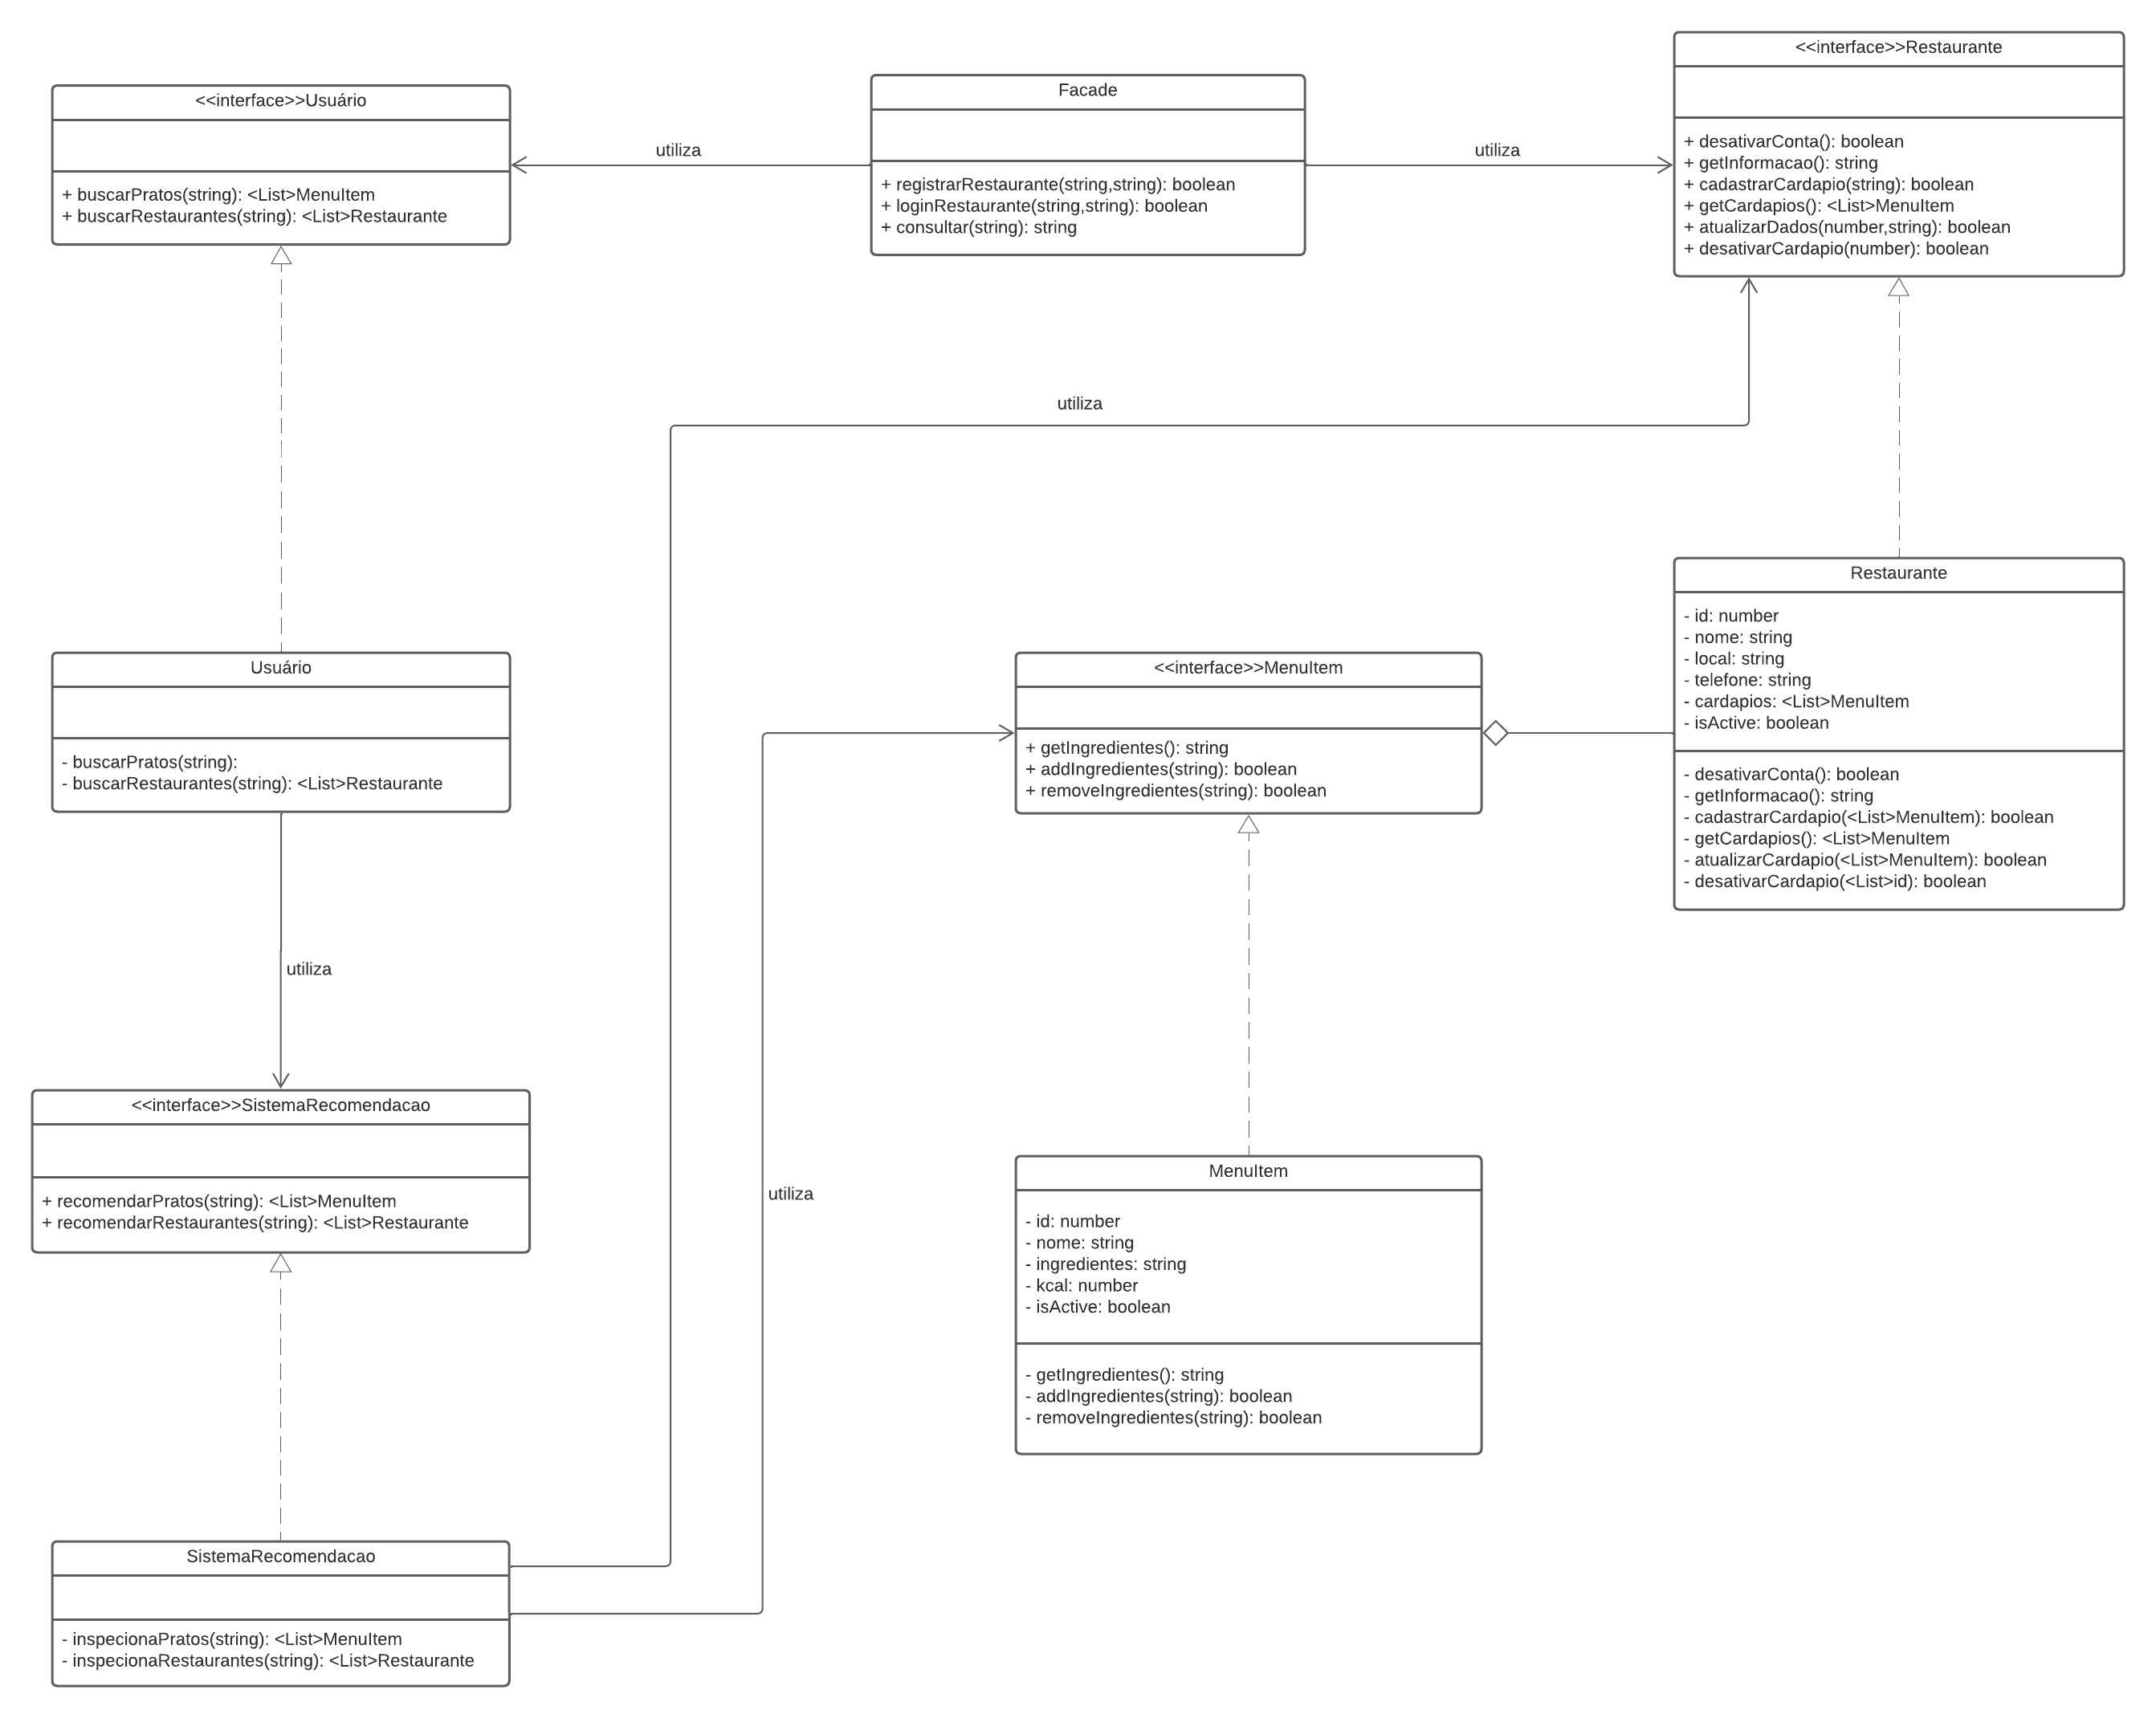 <<interface>>Usuário
+ buscarPratos(string): <List>MenuItem
+ buscarRestaurantes(string): <List>Restaurante
utiliza
Facade
+ registrarRestaurante(string,string): boolean
+ loginRestaurante(string,string): boolean
+ consultar(string): string
utiliza
<<interface>>Restaurante
+ desativarConta(): boolean
+ getInformacao(): string
+ cadastrarCardapio(string): boolean
+ getCardapios(): <List>MenuItem
+ atualizarDados(number,string): boolean
+ desativarCardapio(number): boolean
utiliza
Usuário
- buscarPratos(string):
- buscarRestaurantes(string): <List>Restaurante
<<interface>>MenuItem
+ getIngredientes(): string
+ addIngredientes(string): boolean
+ removeIngredientes(string): boolean
Restaurante
- id: number
- nome: string
- local: string
- telefone: string
- cardapios: <List>MenuItem
- isActive: boolean
- desativarConta(): boolean
- getInformacao(): string
- cadastrarCardapio(<List>MenuItem): boolean
- getCardapios(): <List>MenuItem
- atualizarCardapio(<List>MenuItem): boolean
- desativarCardapio(<List>id): boolean
utiliza
<<interface>>SistemaRecomendacao
+ recomendarPratos(string): <List>MenuItem
+ recomendarRestaurantes(string): <List>Restaurante
utiliza
MenuItem
- id: number
- nome: string
- ingredientes: string
- kcal: number
- isActive: boolean
- getIngredientes(): string
- addIngredientes(string): boolean
- removeIngredientes(string): boolean
SistemaRecomendacao
- inspecionaPratos(string): <List>MenuItem
- inspecionaRestaurantes(string): <List>Restaurante